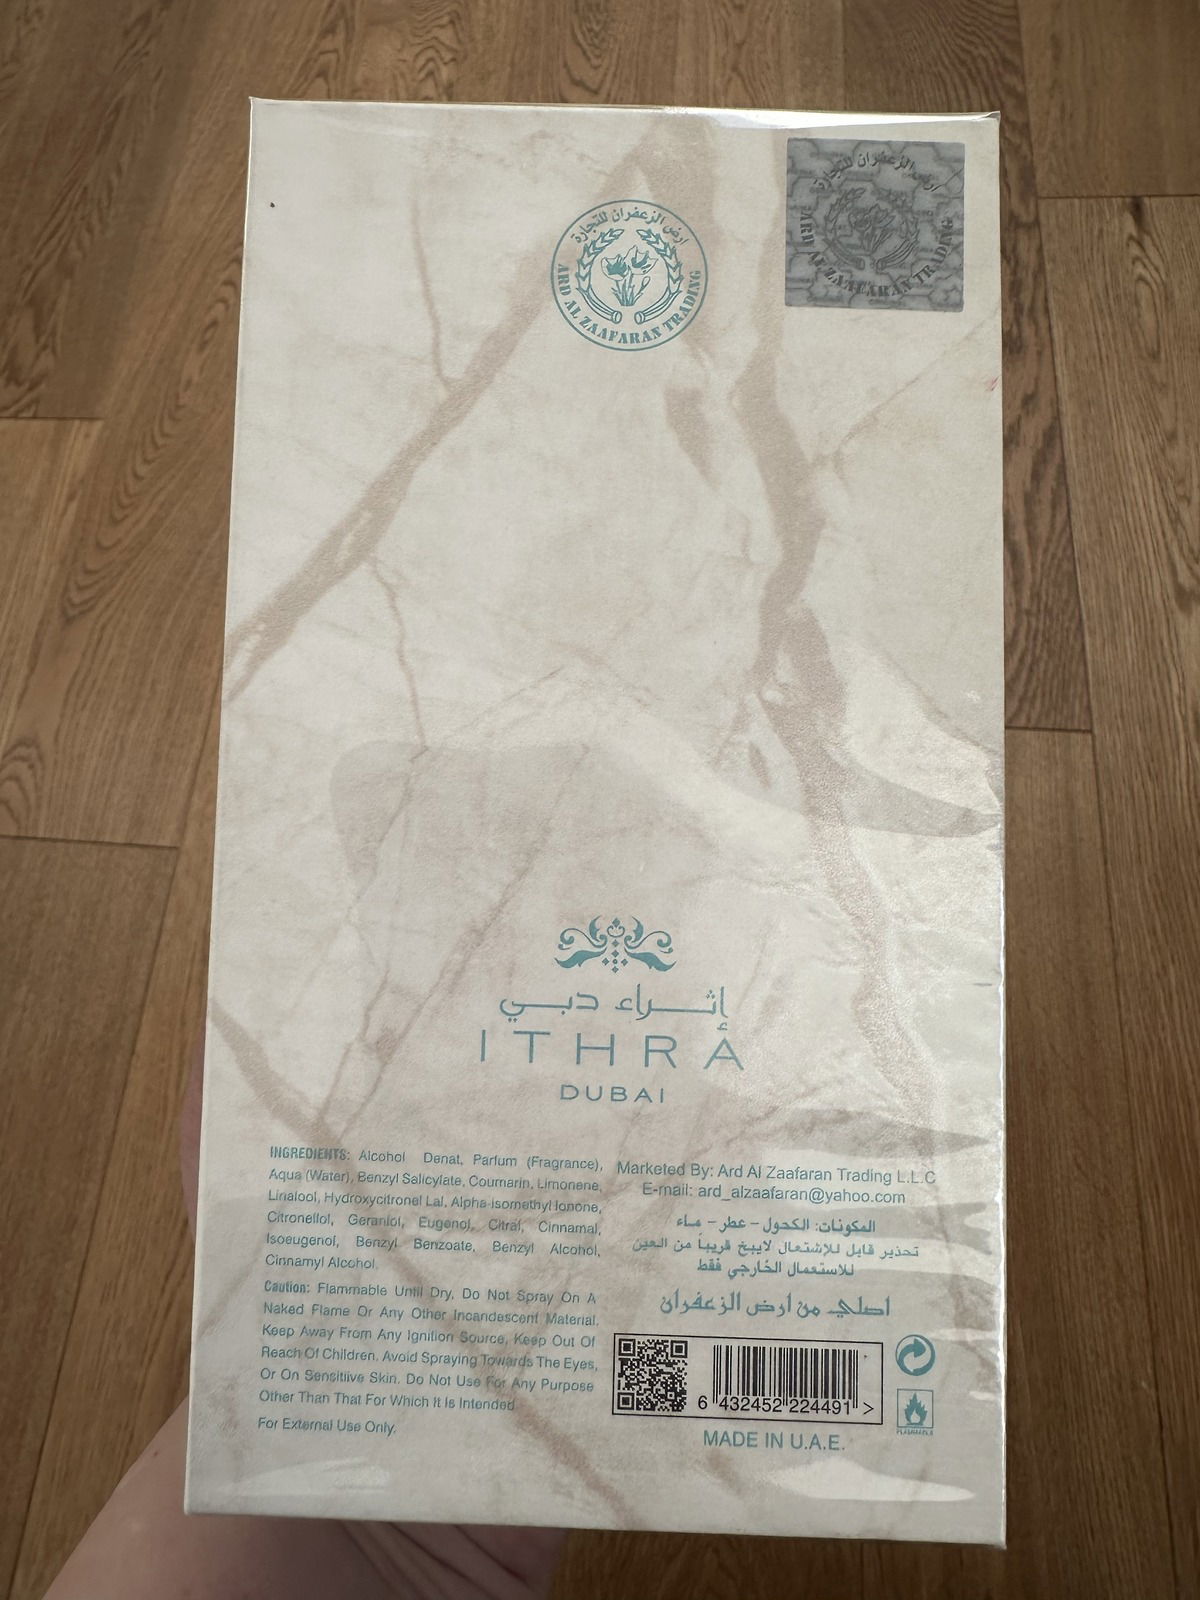 ارض الزعفران للتجارة
ARD AL ZAAFARAN TRADING
ارض الزعفران للتجارة
ARD AL ZAAFARAN TRADING
إثراء دبي
ITHRA
DUBAI
INGREDIENTS: Alcohol Denat, Parfum (Fragrance),
Aqua (Water), Benzyl Salicylate, Coumarin, Limonene,
Linalool, Hydroxycitronel Lal, Alpha-isomethyl Ionone,
Citronellol, Geraniol, Eugenol, Citral, Cinnamal,
Isoeugenol, Benzyl Benzoate, Benzyl Alcohol,
Cinnamyl Alcohol.
Caution: Flammable Until Dry, Do Not Spray On A
Naked Flame Or Any Other Incandescent Material.
Keep Away From Any Ignition Source, Keep Out Of
Reach Of Children. Avoid Spraying Towards The Eyes,
Or On Sensitiive Skin. Do Not Use For Any Purpose
Other Than That For Which It Is Intended
For External Use Only.
Marketed By: Ard Al Zaafaran Trading L.L.C
E-mail: ard_alzaafaran@yahoo.com
المكونات: الكحول - عطر - ماء
تحذير قابل للإشتعال لايبخ قريباً من العين
للاستعمال الخارجي فقط
اصلي من ارض الزعفران
6 432452 224491 >
FLAMMABLE
MADE IN U.A.E.